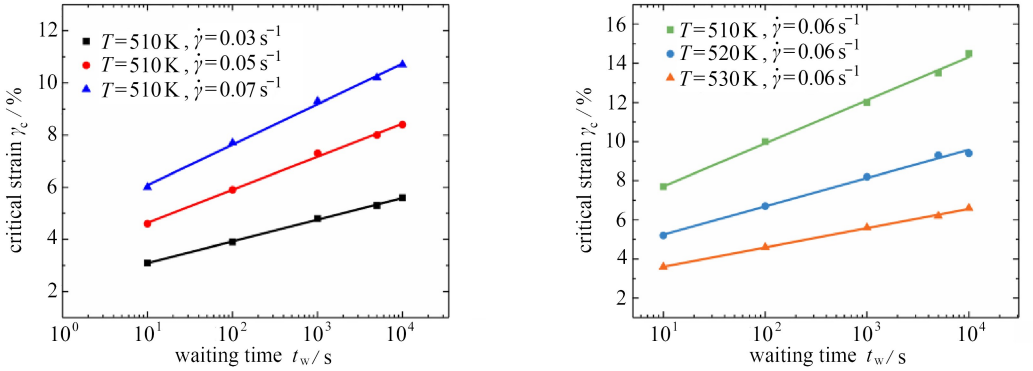 critical strain γc / %
12
10
8
6
4
2
T=510 K , γ̇=0.03 s⁻¹
T=510 K , γ̇=0.05 s⁻¹
T=510 K , γ̇=0.07 s⁻¹
10⁰ 10¹ 10² 10³ 10⁴
waiting time tw / s
critical strain γc / %
16
14
12
10
8
6
4
2
T=510 K , γ̇=0.06 s⁻¹
T=520 K , γ̇=0.06 s⁻¹
T=530 K , γ̇=0.06 s⁻¹
10¹ 10² 10³ 10⁴
waiting time tw / s